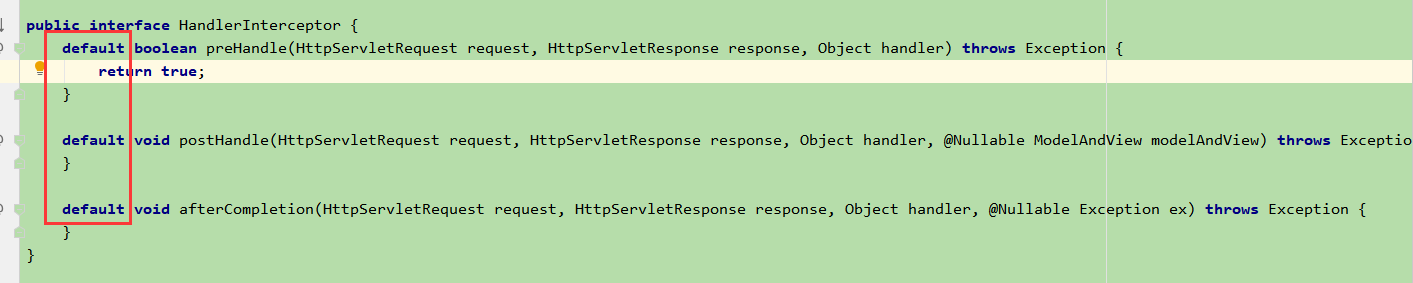 public interface HandlerInterceptor {
default boolean preHandle(HttpServletRequest request, HttpServletResponse response, Object handler) throws Exception {
return true;
}
default void postHandle(HttpServletRequest request, HttpServletResponse response, Object handler, @Nullable ModelAndView modelAndView) throws Exceptio
}
default void afterCompletion(HttpServletRequest request, HttpServletResponse response, Object handler, @Nullable Exception ex) throws Exception {
}
}